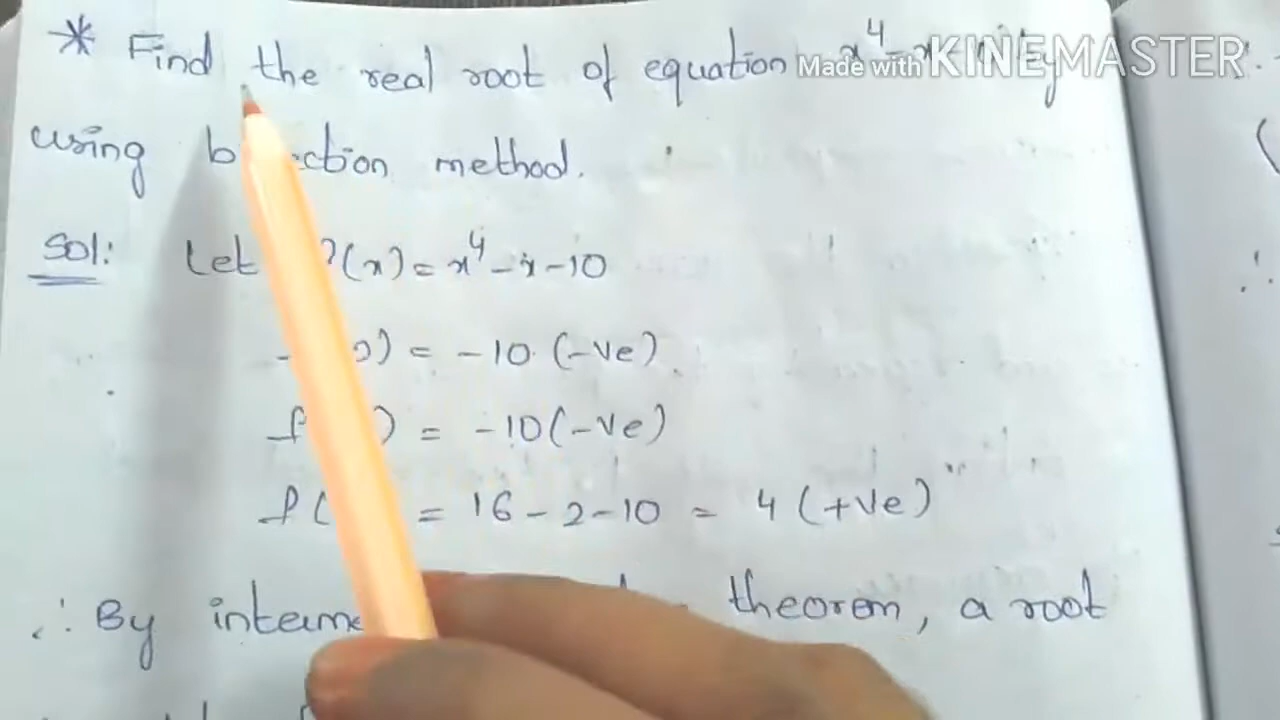 * Find the real root of equation x⁴ - x by
Made with KINEMASTER
using method.
Sol: Let (x) = x⁴ - x - 10
) = -10 (-ve)
f ) = -10 (-ve)
f( = 16 - 2 - 10 = 4 (+ve)
∴ By theorem, a root